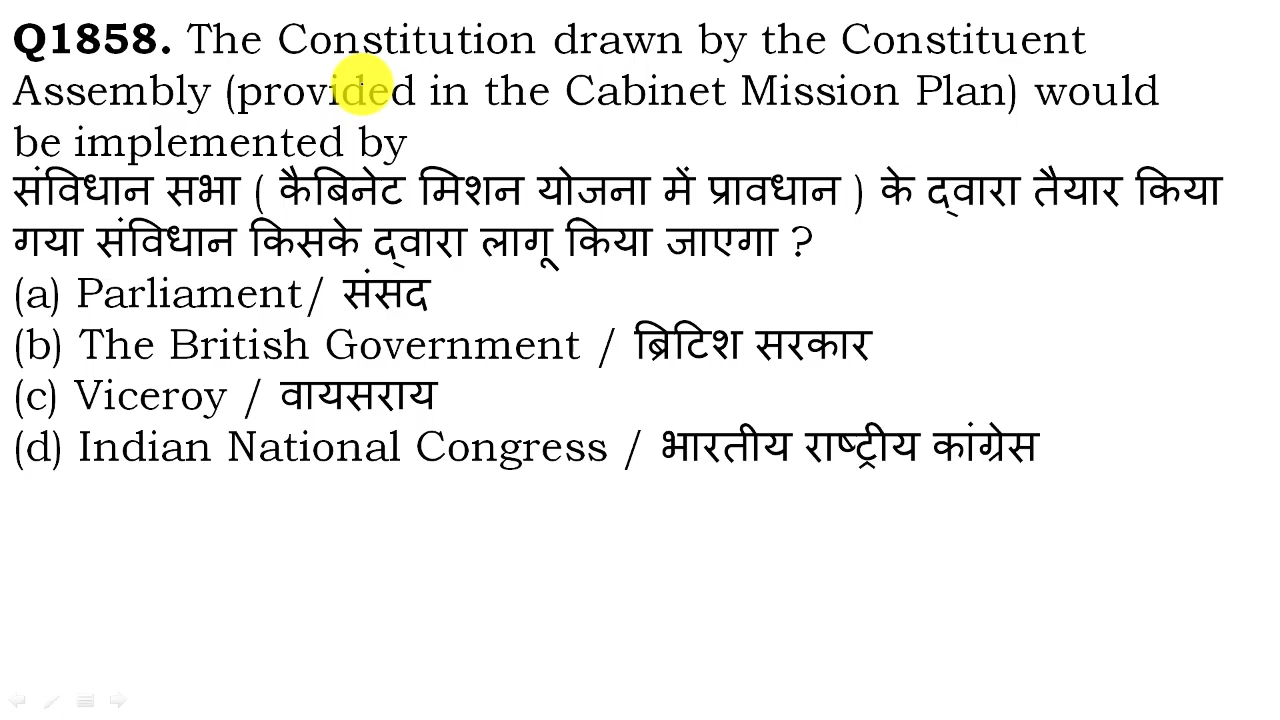 Q1858. The Constitution drawn by the Constituent
Assembly (provided in the Cabinet Mission Plan) would
be implemented by
संविधान सभा ( कैबिनेट मिशन योजना में प्रावधान ) के द्वारा तैयार किया
गया संविधान किसके द्वारा लागू किया जाएगा ?
(a) Parliament/ संसद
(b) The British Government / ब्रिटिश सरकार
(c) Viceroy / वायसराय
(d) Indian National Congress / भारतीय राष्ट्रीय कांग्रेस